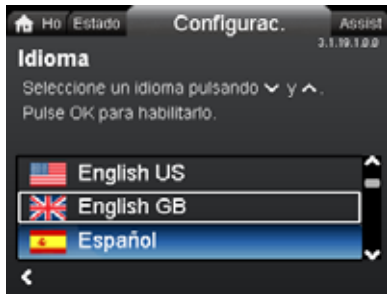 Ho Estado Configurac. Assist
3.1.19.1.0.0
Idioma
Seleccione un idioma pulsando y .
Pulse OK para habilitarlo.
English US
English GB
Español